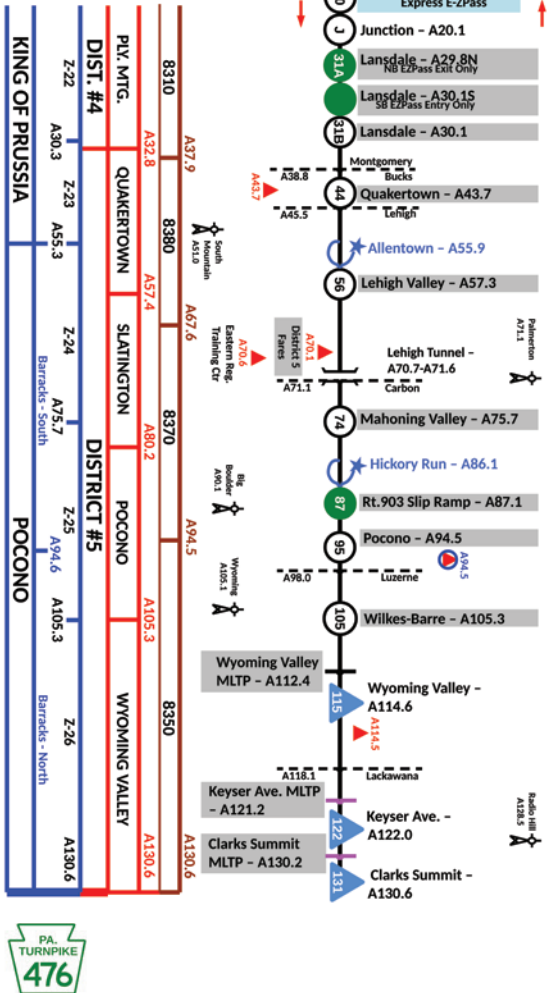 Express E-ZPass
J
Junction – A20.1
31A
Lansdale – A29.8N
NB EZPass Exit Only
Lansdale – A30.1S
SB EZPass Entry Only
31B
Lansdale – A30.1
Montgomery
A38.8
Bucks
A43.7
44
Quakertown – A43.7
A45.5
Lehigh
South
Mountain
A51.0
Allentown – A55.9
56
Lehigh Valley – A57.3
District 5
Fares
A70.1
A70.6
Eastern Reg.
Training Ctr
Palmerton
A71.1
Lehigh Tunnel –
A70.7-A71.6
A71.1
Carbon
74
Mahoning Valley – A75.7
Hickory Run – A86.1
Big
Boulder
A90.1
87
Rt.903 Slip Ramp – A87.1
95
Pocono – A94.5
A94.5
A98.0
Luzerne
Wyoming
A105.1
105
Wilkes-Barre – A105.3
Wyoming Valley
MLTP – A112.4
115
Wyoming Valley –
A114.6
A114.5
A118.1
Lackawana
Keyser Ave. MLTP
– A121.2
122
Keyser Ave. –
A122.0
Radio Hill
A128.5
Clarks Summit
MLTP – A130.2
131
Clarks Summit –
A130.6
8310
A37.9
8380
A67.6
8370
A94.5
8350
A130.6
PLY. MTG.
A32.8
QUAKERTOWN
A57.4
SLATINGTON
A80.2
POCONO
A105.3
WYOMING VALLEY
A130.6
DIST. #4
DISTRICT #5
Z-22
A30.3
Z-23
A55.3
Z-24
A75.7
Z-25
A105.3
Z-26
A130.6
Barracks - South
A94.6
Barracks - North
KING OF PRUSSIA
POCONO
PA.
TURNPIKE
476